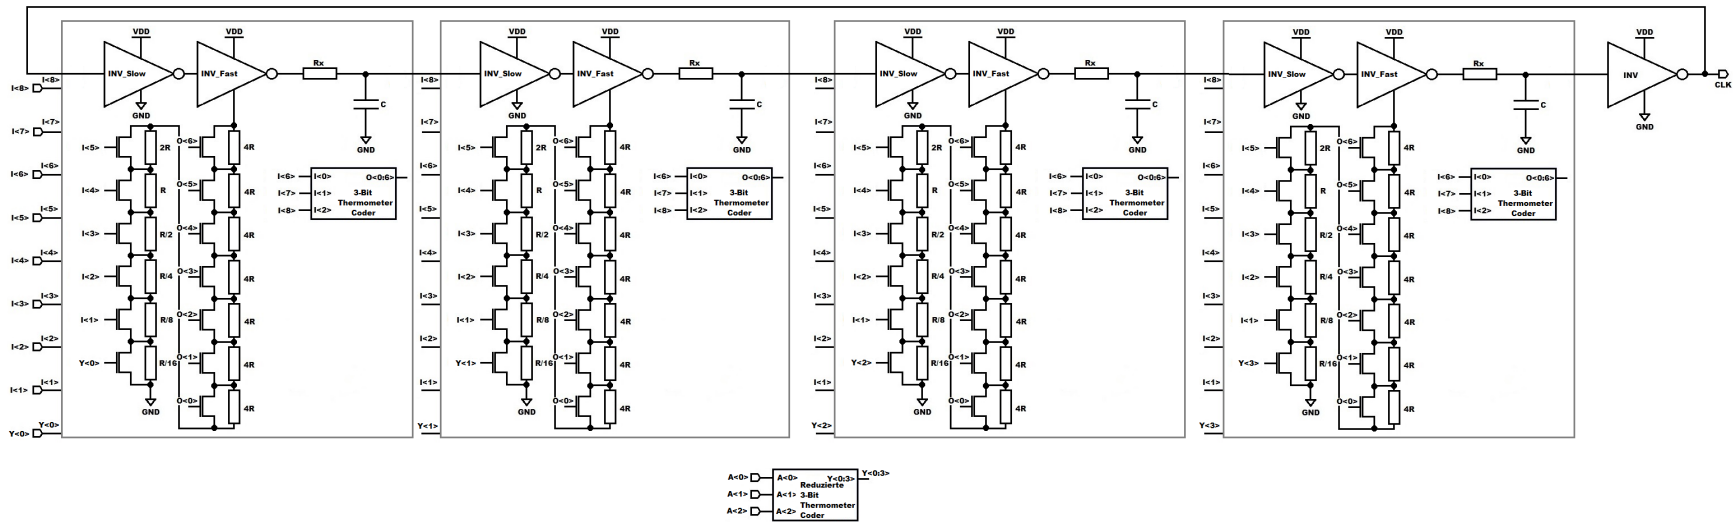 I<8> I<8>
I<7> I<7>
I<6> I<6>
I<5> I<5>
I<4> I<4>
I<3> I<3>
I<2> I<2>
I<1> I<1>
Y<0> Y<0>
VDD VDD
INV_Slow INV_Fast Rx
C
GND GND
I<5> 2R O<6> 4R
I<4> R O<5> 4R
I<3> R/2 O<4> 4R
I<2> R/4 O<3> 4R
I<1> R/8 O<2> 4R
Y<0> R/16 O<1> 4R
GND O<0> 4R
I<6> I<0> O<0:6>
I<7> I<1> 3-Bit
Thermometer
I<8> I<2> Coder
I<8>
I<7>
I<6>
I<5>
I<4>
I<3>
I<2>
I<1>
Y<1>
VDD VDD
INV_Slow INV_Fast Rx
C
GND GND
I<5> 2R O<6> 4R
I<4> R O<5> 4R
I<3> R/2 O<4> 4R
I<2> R/4 O<3> 4R
I<1> R/8 O<2> 4R
Y<1> R/16 O<1> 4R
GND O<0> 4R
I<6> I<0> O<0:6>
I<7> I<1> 3-Bit
Thermometer
I<8> I<2> Coder
I<8>
I<7>
I<6>
I<5>
I<4>
I<3>
I<2>
I<1>
Y<2>
VDD VDD
INV_Slow INV_Fast Rx
C
GND GND
I<5> 2R O<6> 4R
I<4> R O<5> 4R
I<3> R/2 O<4> 4R
I<2> R/4 O<3> 4R
I<1> R/8 O<2> 4R
Y<2> R/16 O<1> 4R
GND O<0> 4R
I<6> I<0> O<0:6>
I<7> I<1> 3-Bit
Thermometer
I<8> I<2> Coder
I<8>
I<7>
I<6>
I<5>
I<4>
I<3>
I<2>
I<1>
Y<3>
VDD VDD
INV_Slow INV_Fast Rx
C
GND GND
I<5> 2R O<6> 4R
I<4> R O<5> 4R
I<3> R/2 O<4> 4R
I<2> R/4 O<3> 4R
I<1> R/8 O<2> 4R
Y<3> R/16 O<1> 4R
GND O<0> 4R
I<6> I<0> O<0:6>
I<7> I<1> 3-Bit
Thermometer
I<8> I<2> Coder
VDD
INV
CLK
GND
A<0> A<0> Y<0:3> Y<0:3>
Reduzierte
A<1> A<1> 3-Bit
Thermometer
A<2> A<2> Coder